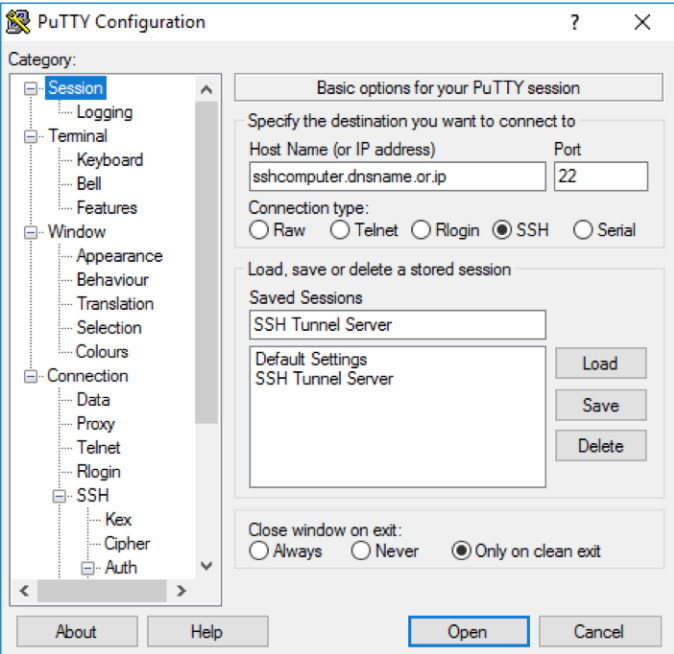 PuTTY Configuration
?
Category:
Session
Logging
Terminal
Keyboard
Bell
Features
Window
Appearance
Behaviour
Translation
Selection
Colours
Connection
Data
Proxy
Telnet
Rlogin
SSH
Kex
Cipher
Auth
Basic options for your PuTTY session
Specify the destination you want to connect to
Host Name (or IP address) Port
sshcomputer.dnsname.or.ip 22
Connection type:
Raw Telnet Rlogin SSH Serial
Load, save or delete a stored session
Saved Sessions
SSH Tunnel Server
Default Settings
SSH Tunnel Server
Load
Save
Delete
Close window on exit:
Always Never Only on clean exit
About Help Open Cancel